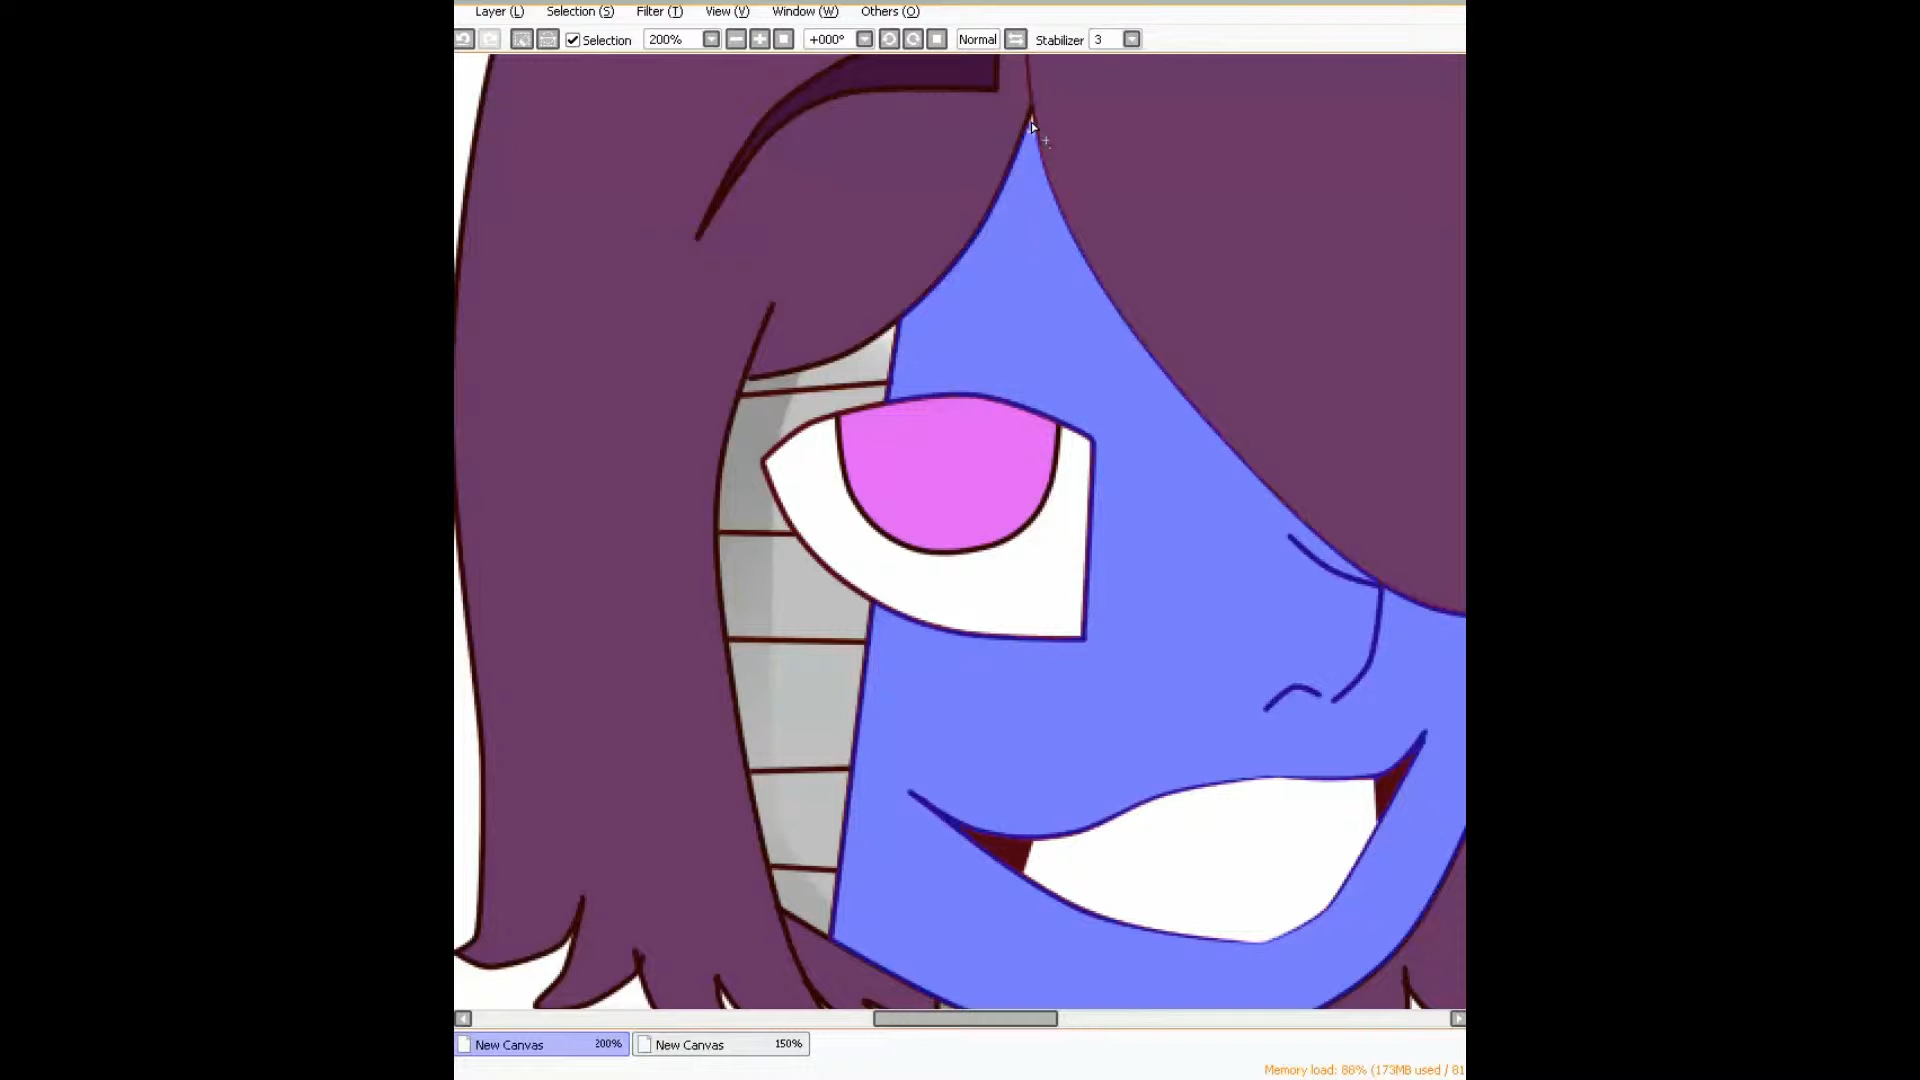 Layer (L) Selection (S) Filter (T) View (V) Window (W) Others (O)
Selection 200% +000° Normal Stabilizer 3
New Canvas 200% New Canvas 150%
Memory load: 86% (173MB used / 81